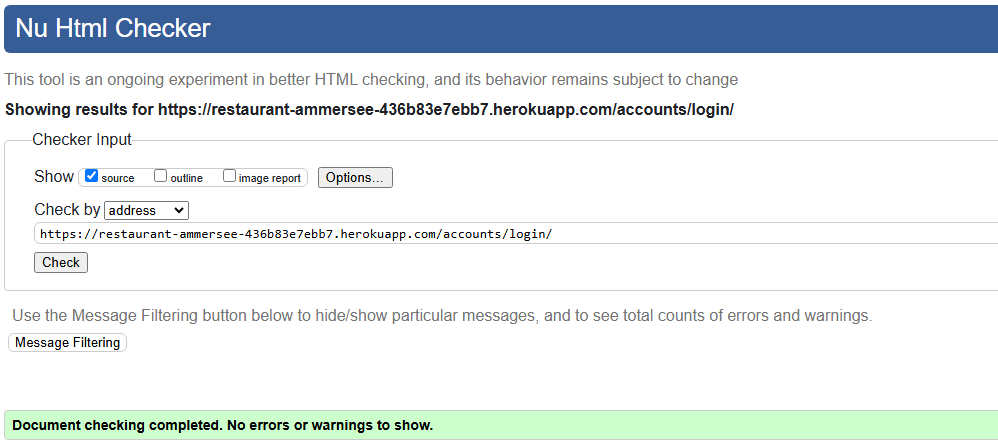 Nu Html Checker
This tool is an ongoing experiment in better HTML checking, and its behavior remains subject to change
Showing results for https://restaurant-ammersee-436b83e7ebb7.herokuapp.com/accounts/login/
Checker Input
Show source outline image report Options...
Check by address
https://restaurant-ammersee-436b83e7ebb7.herokuapp.com/accounts/login/
Check
Use the Message Filtering button below to hide/show particular messages, and to see total counts of errors and warnings.
Message Filtering
Document checking completed. No errors or warnings to show.